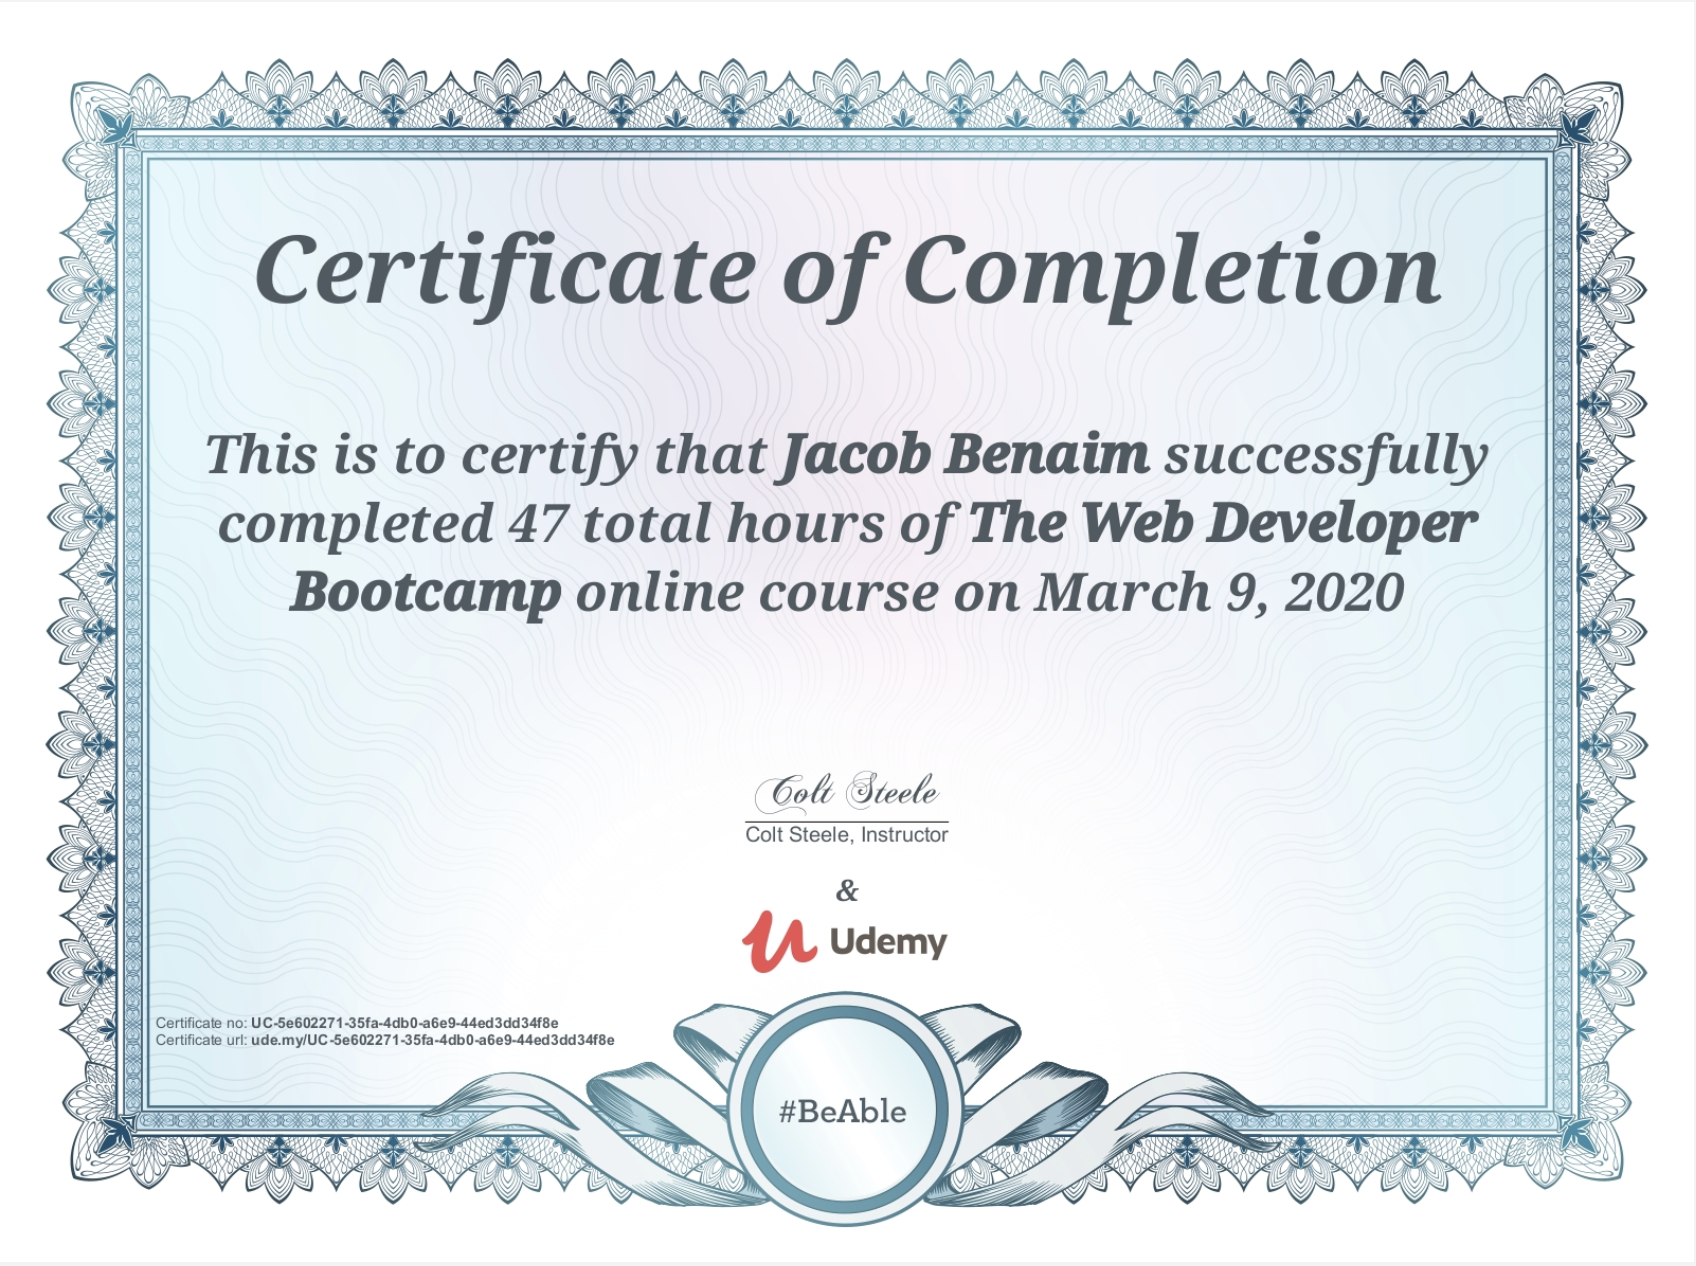 Certificate of Completion
This is to certify that Jacob Benaim successfully
completed 47 total hours of The Web Developer
Bootcamp online course on March 9, 2020
Colt Steele
Colt Steele, Instructor
&
Udemy
Certificate no: UC-5e602271-35fa-4db0-a6e9-44ed3dd34f8e
Certificate url: ude.my/UC-5e602271-35fa-4db0-a6e9-44ed3dd34f8e
#BeAble